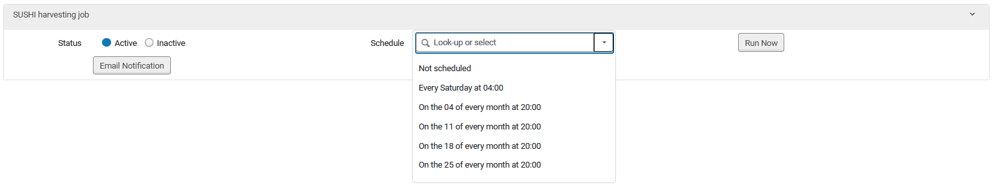 SUSHI harvesting job
Status Active Inactive Schedule Look-up or select Run Now
Email Notification
Not scheduled
Every Saturday at 04:00
On the 04 of every month at 20:00
On the 11 of every month at 20:00
On the 18 of every month at 20:00
On the 25 of every month at 20:00